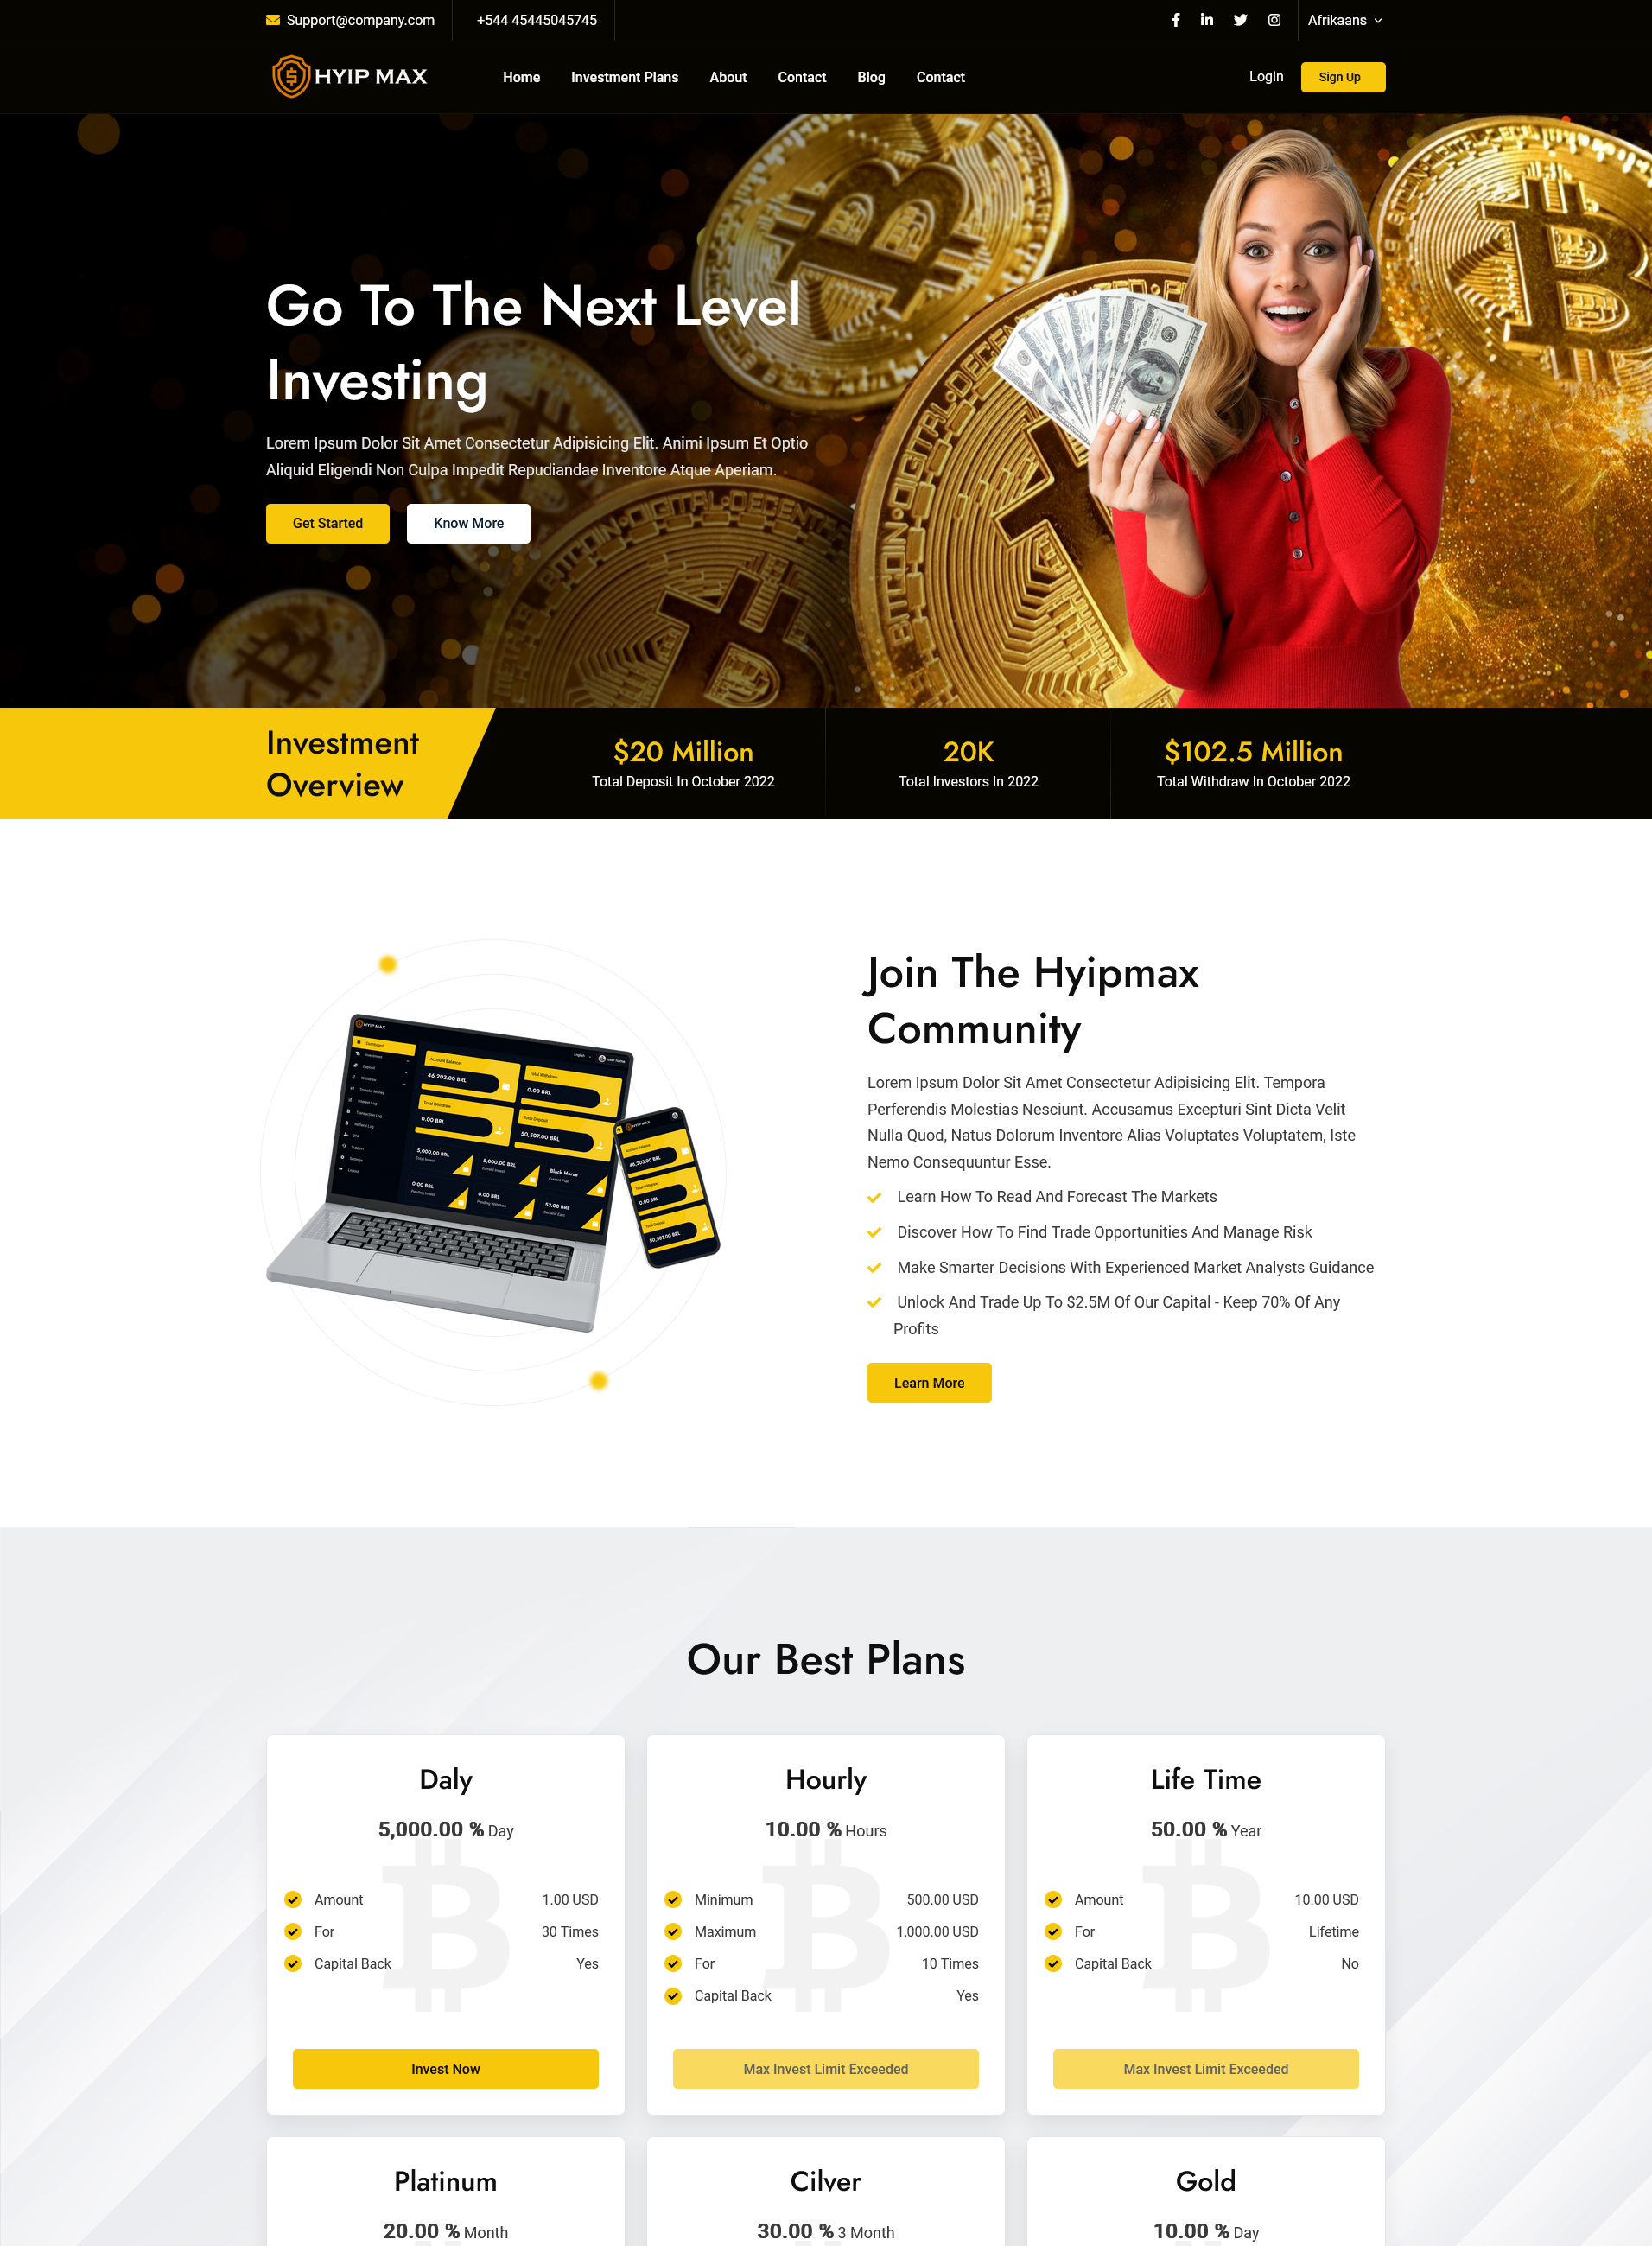 Support@company.com
+544 45445045745
Afrikaans
HYIP MAX
Home
Investment Plans
About
Contact
Blog
Contact
Login
Sign Up
Go To The Next Level
Investing
Lorem Ipsum Dolor Sit Amet Consectetur Adipisicing Elit. Animi Ipsum Et Optio
Aliquid Eligendi Non Culpa Impedit Repudiandae Inventore Atque Aperiam.
Get Started
Know More
Investment
Overview
$20 Million
Total Deposit In October 2022
20K
Total Investors In 2022
$102.5 Million
Total Withdraw In October 2022
Join The Hyipmax
Community
Lorem Ipsum Dolor Sit Amet Consectetur Adipisicing Elit. Tempora
Perferendis Molestias Nesciunt. Accusamus Excepturi Sint Dicta Velit
Nulla Quod, Natus Dolorum Inventore Alias Voluptates Voluptatem, Iste
Nemo Consequuntur Esse.
Learn How To Read And Forecast The Markets
Discover How To Find Trade Opportunities And Manage Risk
Make Smarter Decisions With Experienced Market Analysts Guidance
Unlock And Trade Up To $2.5M Of Our Capital - Keep 70% Of Any
Profits
Learn More
Our Best Plans
Daly
5,000.00 % Day
Amount 1.00 USD
For 30 Times
Capital Back Yes
Invest Now
Hourly
10.00 % Hours
Minimum 500.00 USD
Maximum 1,000.00 USD
For 10 Times
Capital Back Yes
Max Invest Limit Exceeded
Life Time
50.00 % Year
Amount 10.00 USD
For Lifetime
Capital Back No
Max Invest Limit Exceeded
Platinum
20.00 % Month
Cilver
30.00 % 3 Month
Gold
10.00 % Day